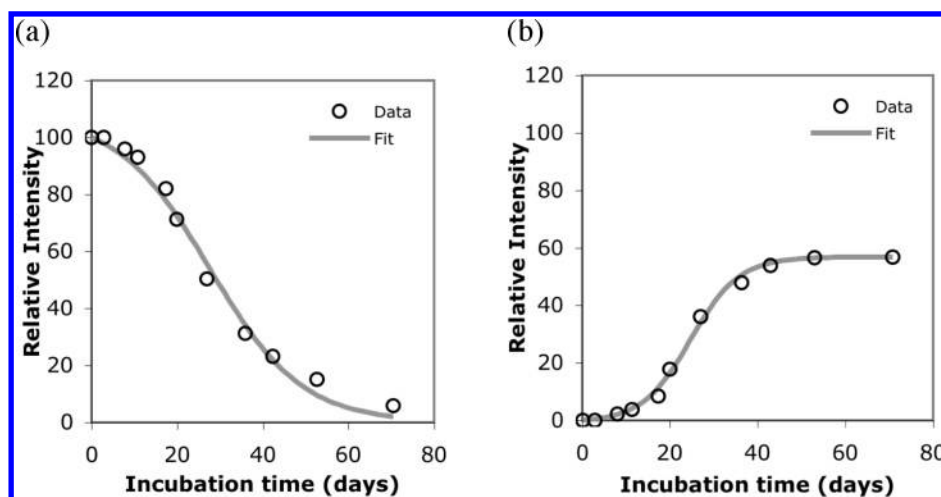 (a)
Relative Intensity
120
100
80
60
40
20
0
Data
Fit
0 20 40 60 80
Incubation time (days)
(b)
Relative Intensity
120
100
80
60
40
20
0
Data
Fit
0 20 40 60 80
Incubation time (days)